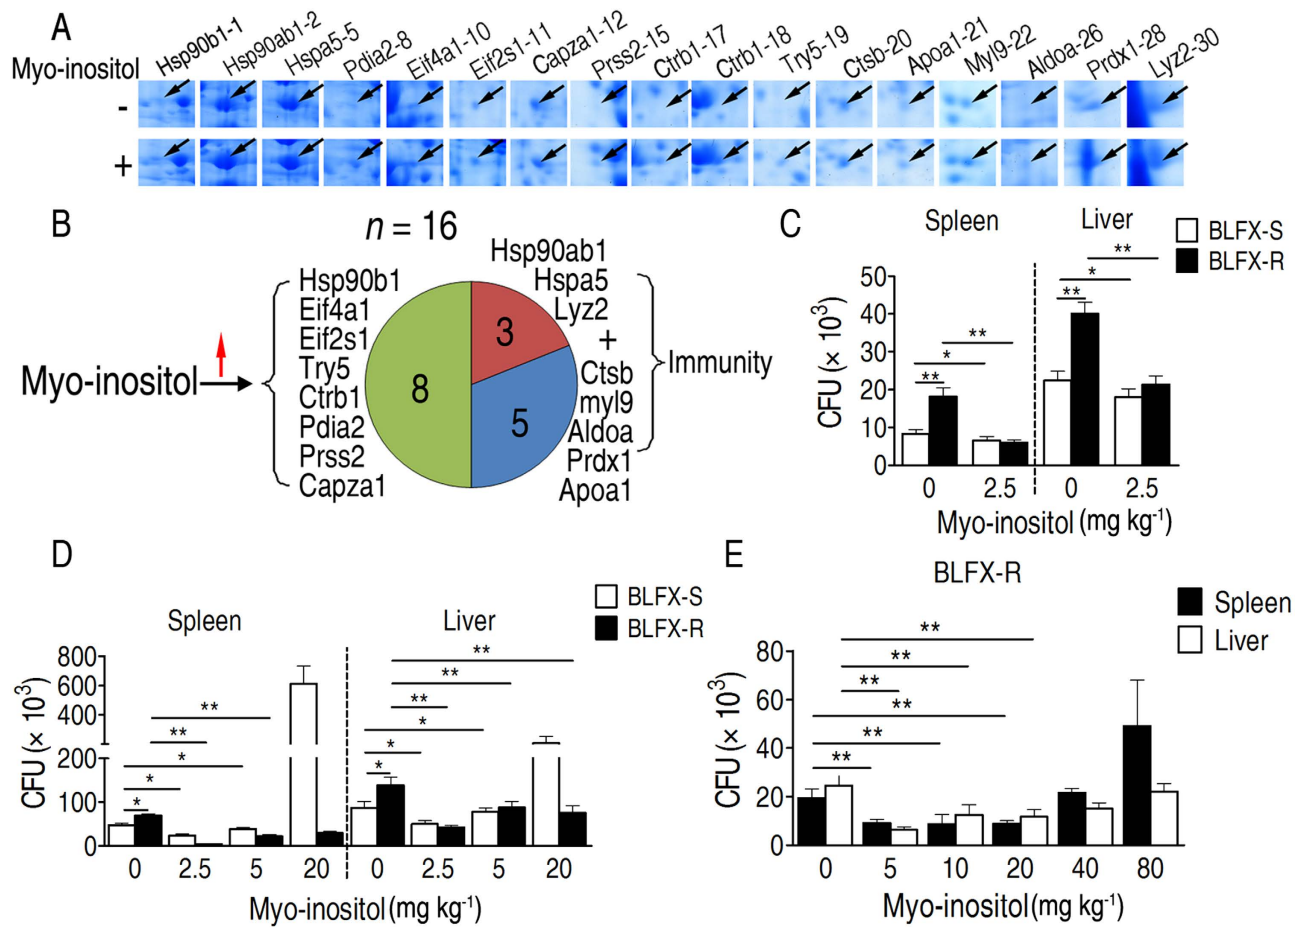 A
Myo-inositol
Hsp90b1-1
Hsp90ab1-2
Hspa5-5
Pdia2-8
Eif4a1-10
Eif2s1-11
Capza1-12
Prss2-15
Ctrb1-17
Ctrb1-18
Try5-19
Ctsb-20
Apoa1-21
Myl9-22
Aldoa-26
Prdx1-28
Lyz2-30
-
+
B
n = 16
Myo-inositol
Hsp90b1
Eif4a1
Eif2s1
Try5
Ctrb1
Pdia2
Prss2
Capza1
8
3
5
Hsp90ab1
Hspa5
Lyz2
+
Ctsb
myl9
Aldoa
Prdx1
Apoa1
Immunity
C
Spleen Liver
BLFX-S
BLFX-R
CFU (× 10³)
50
40
30
20
10
0
** * ** ** * **
0 2.5 0 2.5
Myo-inositol (mg kg⁻¹)
D
Spleen Liver
BLFX-S
BLFX-R
CFU (× 10³)
800
600
400
200
100
0
** ** * * *
** ** ** * * *
0 2.5 5 20 0 2.5 5 20
Myo-inositol (mg kg⁻¹)
E
BLFX-R
Spleen
Liver
CFU (× 10³)
80
60
40
20
0
** ** ** ** ** **
0 5 10 20 40 80
Myo-inositol (mg kg⁻¹)